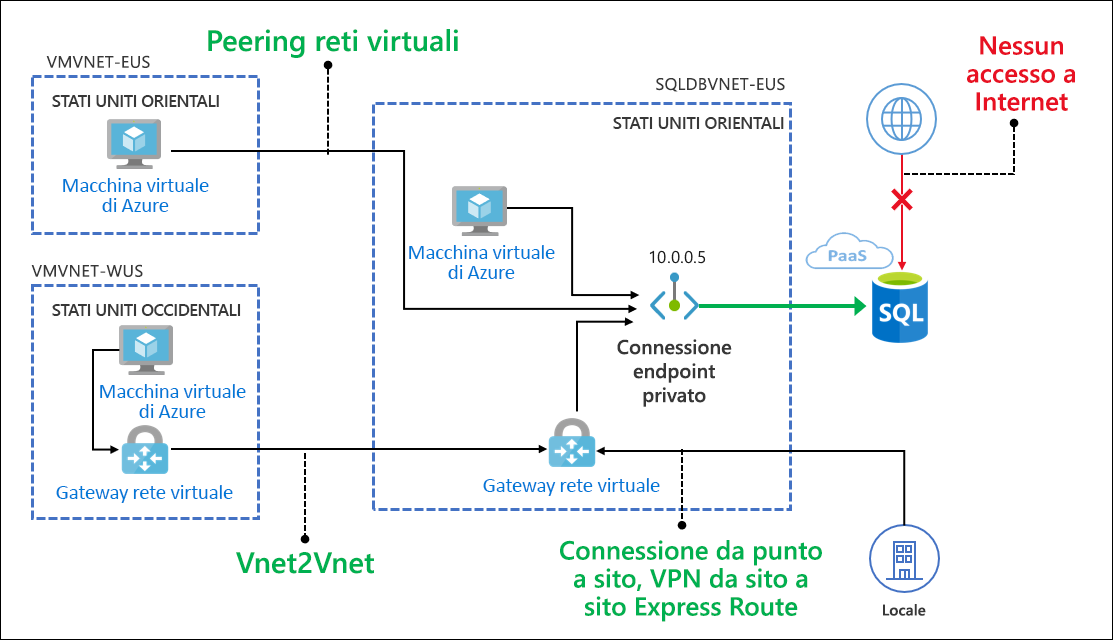 Peering reti virtuali
Nessun
accesso a
Internet
VMVNET-EUS
STATI UNITI ORIENTALI
Macchina virtuale
di Azure
SQLDBVNET-EUS
STATI UNITI ORIENTALI
Macchina virtuale
di Azure
10.0.0.5
Connessione
endpoint
privato
PaaS
SQL
VMVNET-WUS
STATI UNITI OCCIDENTALI
Macchina virtuale
di Azure
Gateway rete virtuale
Gateway rete virtuale
Vnet2Vnet
Connessione da punto
a sito, VPN da sito a
sito Express Route
Locale